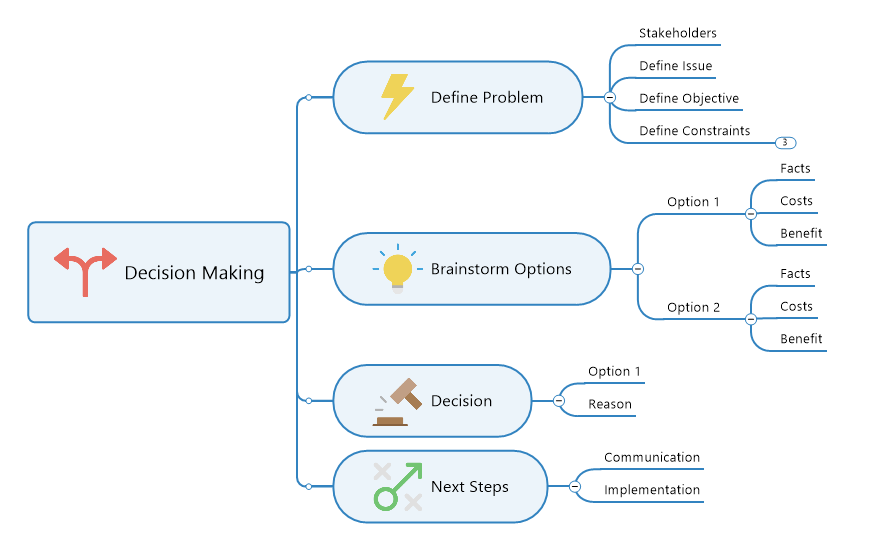 Decision Making
Define Problem
Stakeholders
Define Issue
Define Objective
Define Constraints
3
Brainstorm Options
Option 1
Facts
Costs
Benefit
Option 2
Facts
Costs
Benefit
Decision
Option 1
Reason
Next Steps
Communication
Implementation